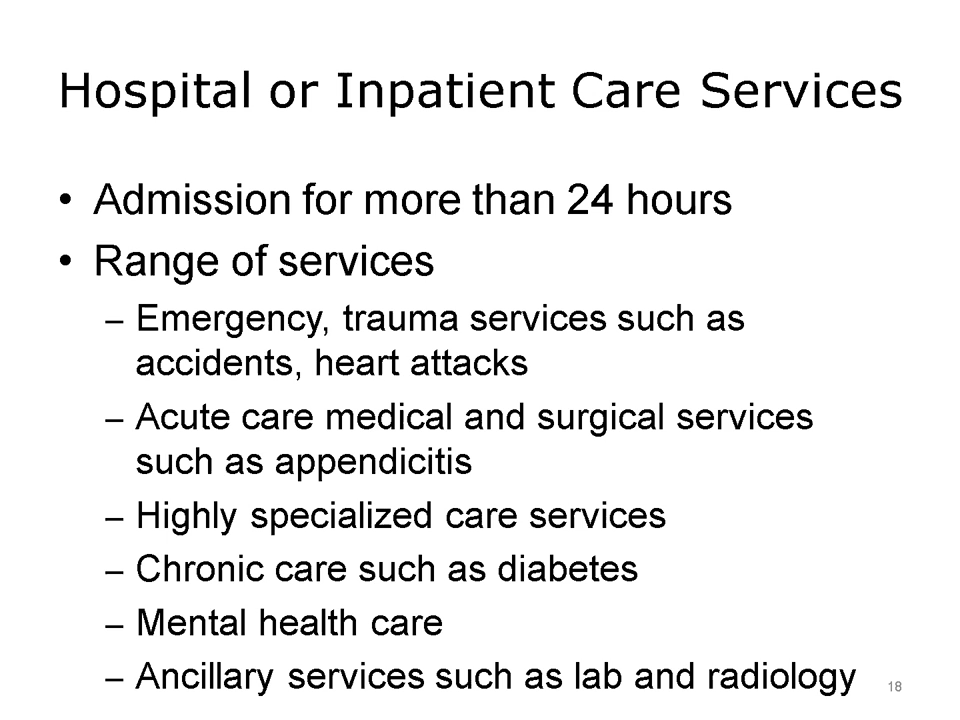 Hospital or Inpatient Care Services
• Admission for more than 24 hours
• Range of services
– Emergency, trauma services such as
accidents, heart attacks
– Acute care medical and surgical services
such as appendicitis
– Highly specialized care services
– Chronic care such as diabetes
– Mental health care
– Ancillary services such as lab and radiology
18